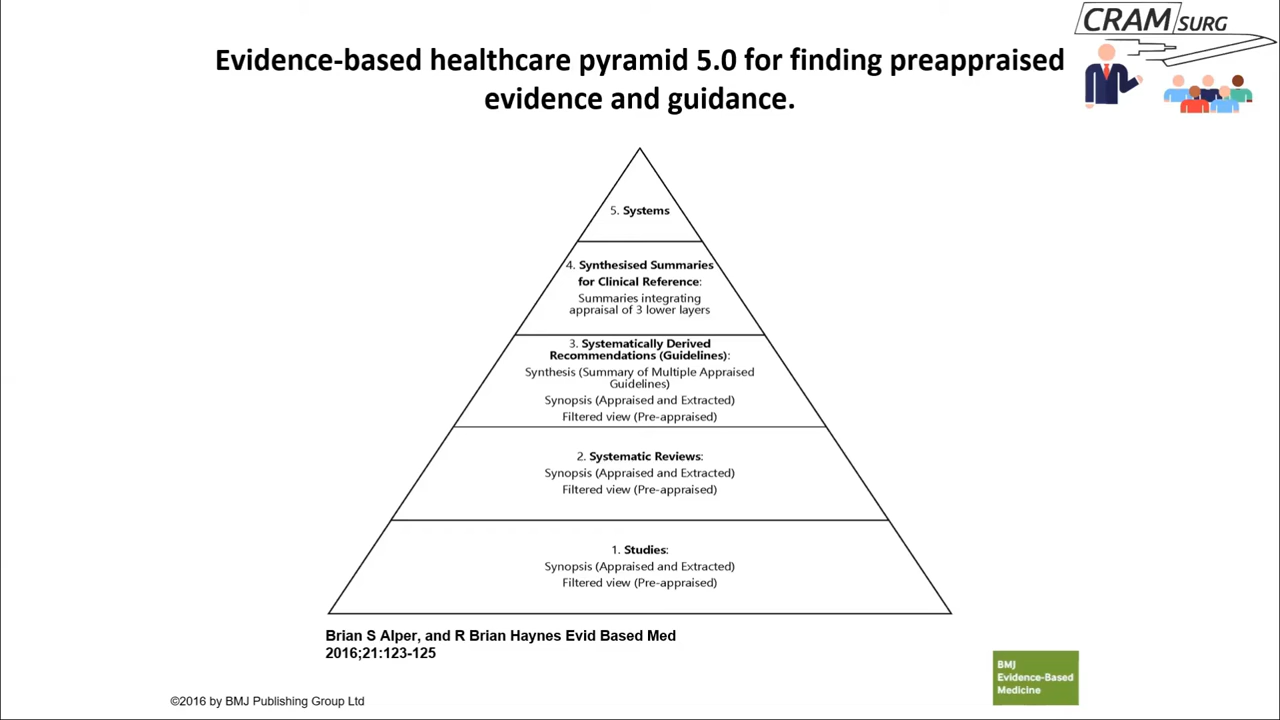 CRAM SURG
Evidence-based healthcare pyramid 5.0 for finding preappraised
evidence and guidance.
5. Systems
4. Synthesised Summaries
for Clinical Reference:
Summaries integrating
appraisal of 3 lower layers
3. Systematically Derived
Recommendations (Guidelines):
Synthesis (Summary of Multiple Appraised
Guidelines)
Synopsis (Appraised and Extracted)
Filtered view (Pre-appraised)
2. Systematic Reviews:
Synopsis (Appraised and Extracted)
Filtered view (Pre-appraised)
1. Studies:
Synopsis (Appraised and Extracted)
Filtered view (Pre-appraised)
Brian S Alper, and R Brian Haynes Evid Based Med
2016;21:123-125
BMJ
Evidence-Based
Medicine
©2016 by BMJ Publishing Group Ltd